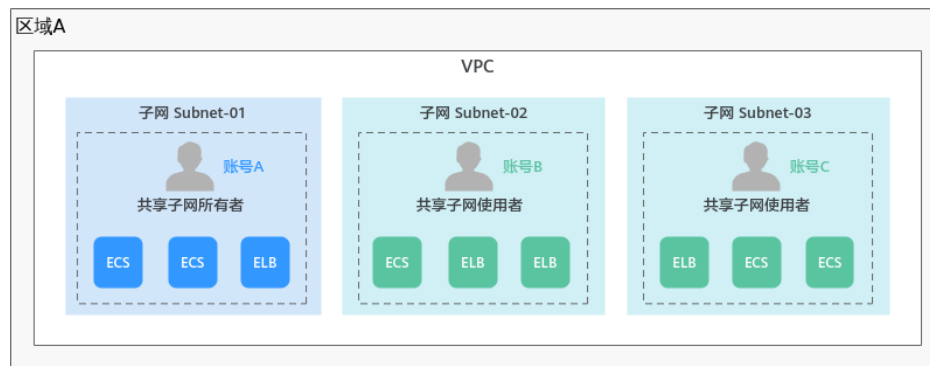 区域A
VPC
子网 Subnet-01
账号A
共享子网所有者
ECS
ECS
ELB
子网 Subnet-02
账号B
共享子网使用者
ECS
ELB
ELB
子网 Subnet-03
账号C
共享子网使用者
ELB
ECS
ECS